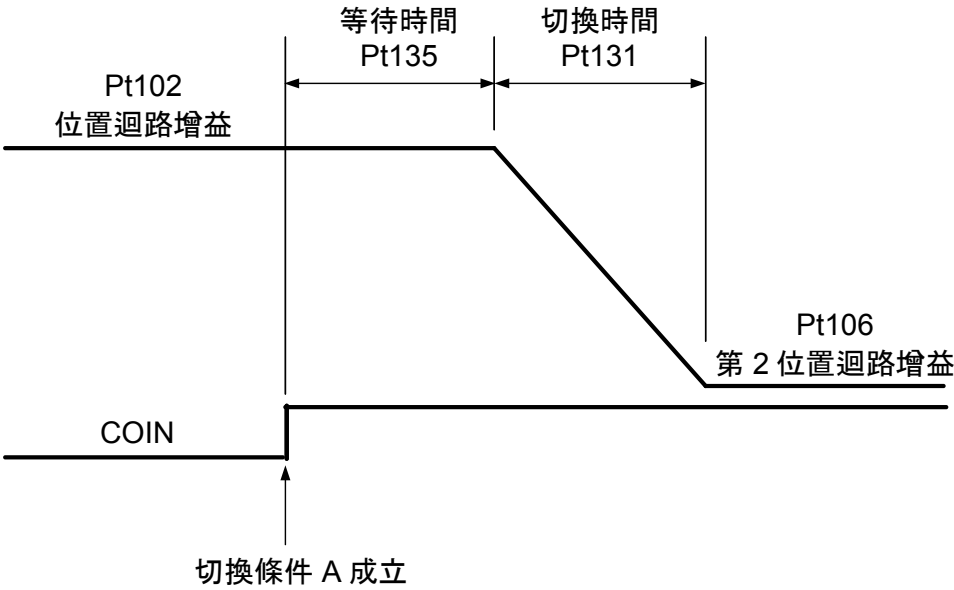 等待時間
Pt135
切換時間
Pt131
Pt102
位置迴路增益
Pt106
第 2 位置迴路增益
COIN
切換條件 A 成立